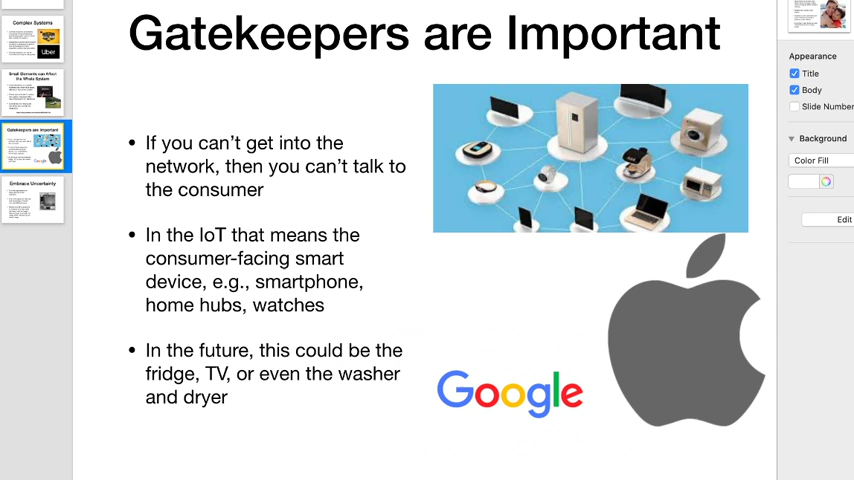 Complex Systems
Uber
Small Elements can Affect
the Whole System
Gatekeepers are Important
Google
Embrace Uncertainty
Gatekeepers are Important
• If you can't get into the
network, then you can't talk to
the consumer
• In the IoT that means the
consumer-facing smart
device, e.g., smartphone,
home hubs, watches
• In the future, this could be the
fridge, TV, or even the washer
and dryer
Google
Appearance
Title
Body
Slide Number
Background
Color Fill
Edit